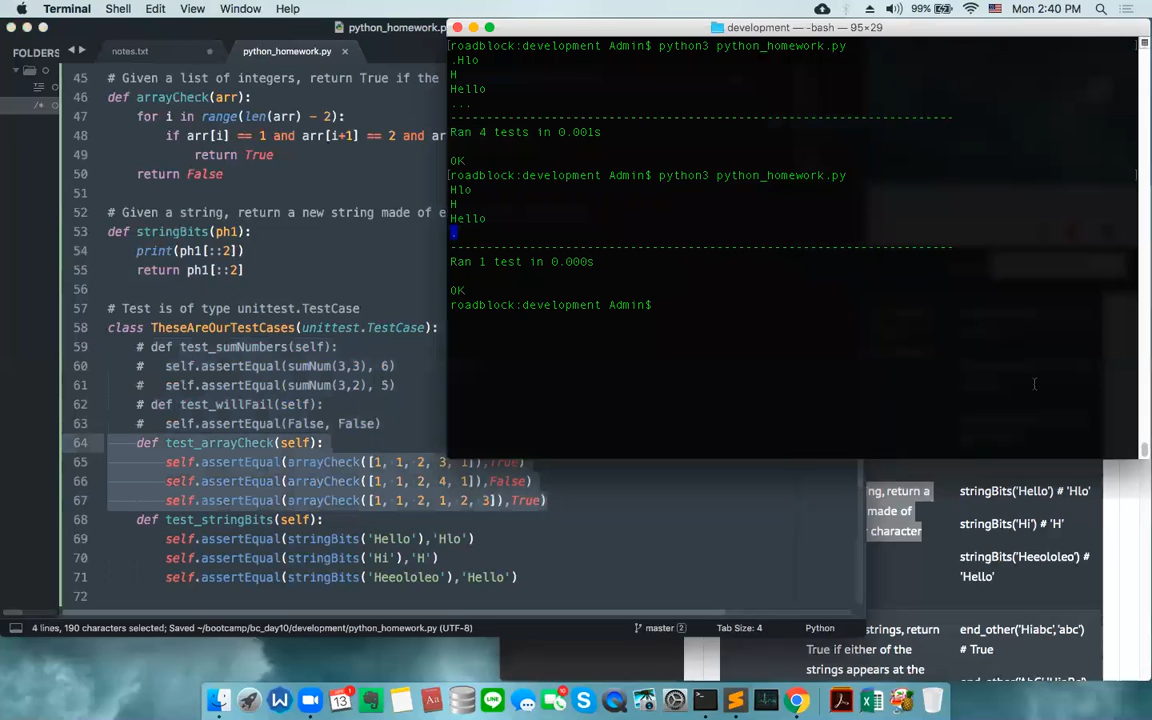 Terminal Shell Edit View Window Help
99% Mon 2:40 PM
python_homework.p
FOLDERS
notes.txt
python_homework.py
45 # Given a list of integers, return True if the
46 def arrayCheck(arr):
47 for i in range(len(arr) - 2):
48 if arr[i] == 1 and arr[i+1] == 2 and ar
49 return True
50 return False
51
52 # Given a string, return a new string made of e
53 def stringBits(ph1):
54 print(ph1[::2])
55 return ph1[::2]
56
57 # Test is of type unittest.TestCase
58 class TheseAreOurTestCases(unittest.TestCase):
59 # def test_sumNumbers(self):
60 # self.assertEqual(sumNum(3,3), 6)
61 # self.assertEqual(sumNum(3,2), 5)
62 # def test_willFail(self):
63 # self.assertEqual(False, False)
64 def test_arrayCheck(self):
65 self.assertEqual(arrayCheck([1, 1, 2, 3, 1]),True)
66 self.assertEqual(arrayCheck([1, 1, 2, 4, 1]),False)
67 self.assertEqual(arrayCheck([1, 1, 2, 1, 2, 3]),True)
68 def test_stringBits(self):
69 self.assertEqual(stringBits('Hello'),'Hlo')
70 self.assertEqual(stringBits('Hi'),'H')
71 self.assertEqual(stringBits('Heeololeo'),'Hello')
72
4 lines, 190 characters selected; Saved ~/bootcamp/bc_day10/development/python_homework.py (UTF-8)
master 2
Tab Size: 4
Python
development — -bash — 95×29
[roadblock:development Admin$ python3 python_homework.py ]
.Hlo
H
Hello
...
----------------------------------------------------------------------
Ran 4 tests in 0.001s
OK
[roadblock:development Admin$ python3 python_homework.py ]
Hlo
H
Hello
.
----------------------------------------------------------------------
Ran 1 test in 0.000s
OK
roadblock:development Admin$
ng, return a
made of
character
stringBits('Hello') # 'Hlo'
stringBits('Hi') # 'H'
stringBits('Heeololeo') #
'Hello'
strings, return
True if either of the
strings appears at the
end_other('Hiabc', 'abc')
# True
13
1
10